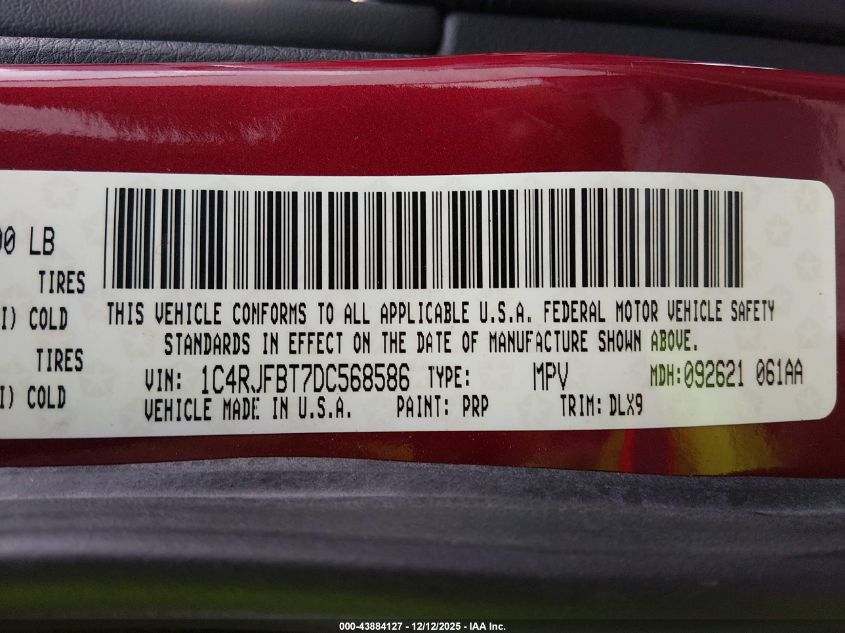 00 LB
TIRES
THIS VEHICLE CONFORMS TO ALL APPLICABLE U.S.A. FEDERAL MOTOR VEHICLE SAFETY
I) COLD
STANDARDS IN EFFECT ON THE DATE OF MANUFACTURE SHOWN ABOVE.
TIRES
VIN: 1C4RJFBT7DC568586 TYPE: MPV MDH:092621 061AA
I) COLD
VEHICLE MADE IN U.S.A. PAINT: PRP TRIM: DLX9
000-43884127 - 12/12/2025 - IAA Inc.